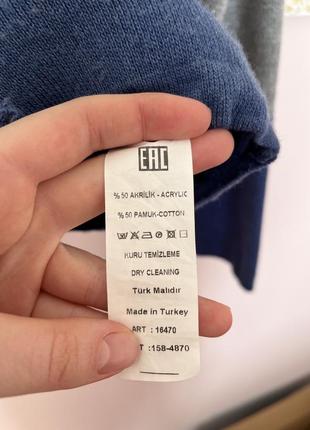 EAC
% 50 AKRİLİK - ACRYLIC
% 50 PAMUK-COTTON
KURU TEMİZLEME
DRY CLEANING
Türk Malıdır
Made in Turkey
ART : 16470
T :158-4870